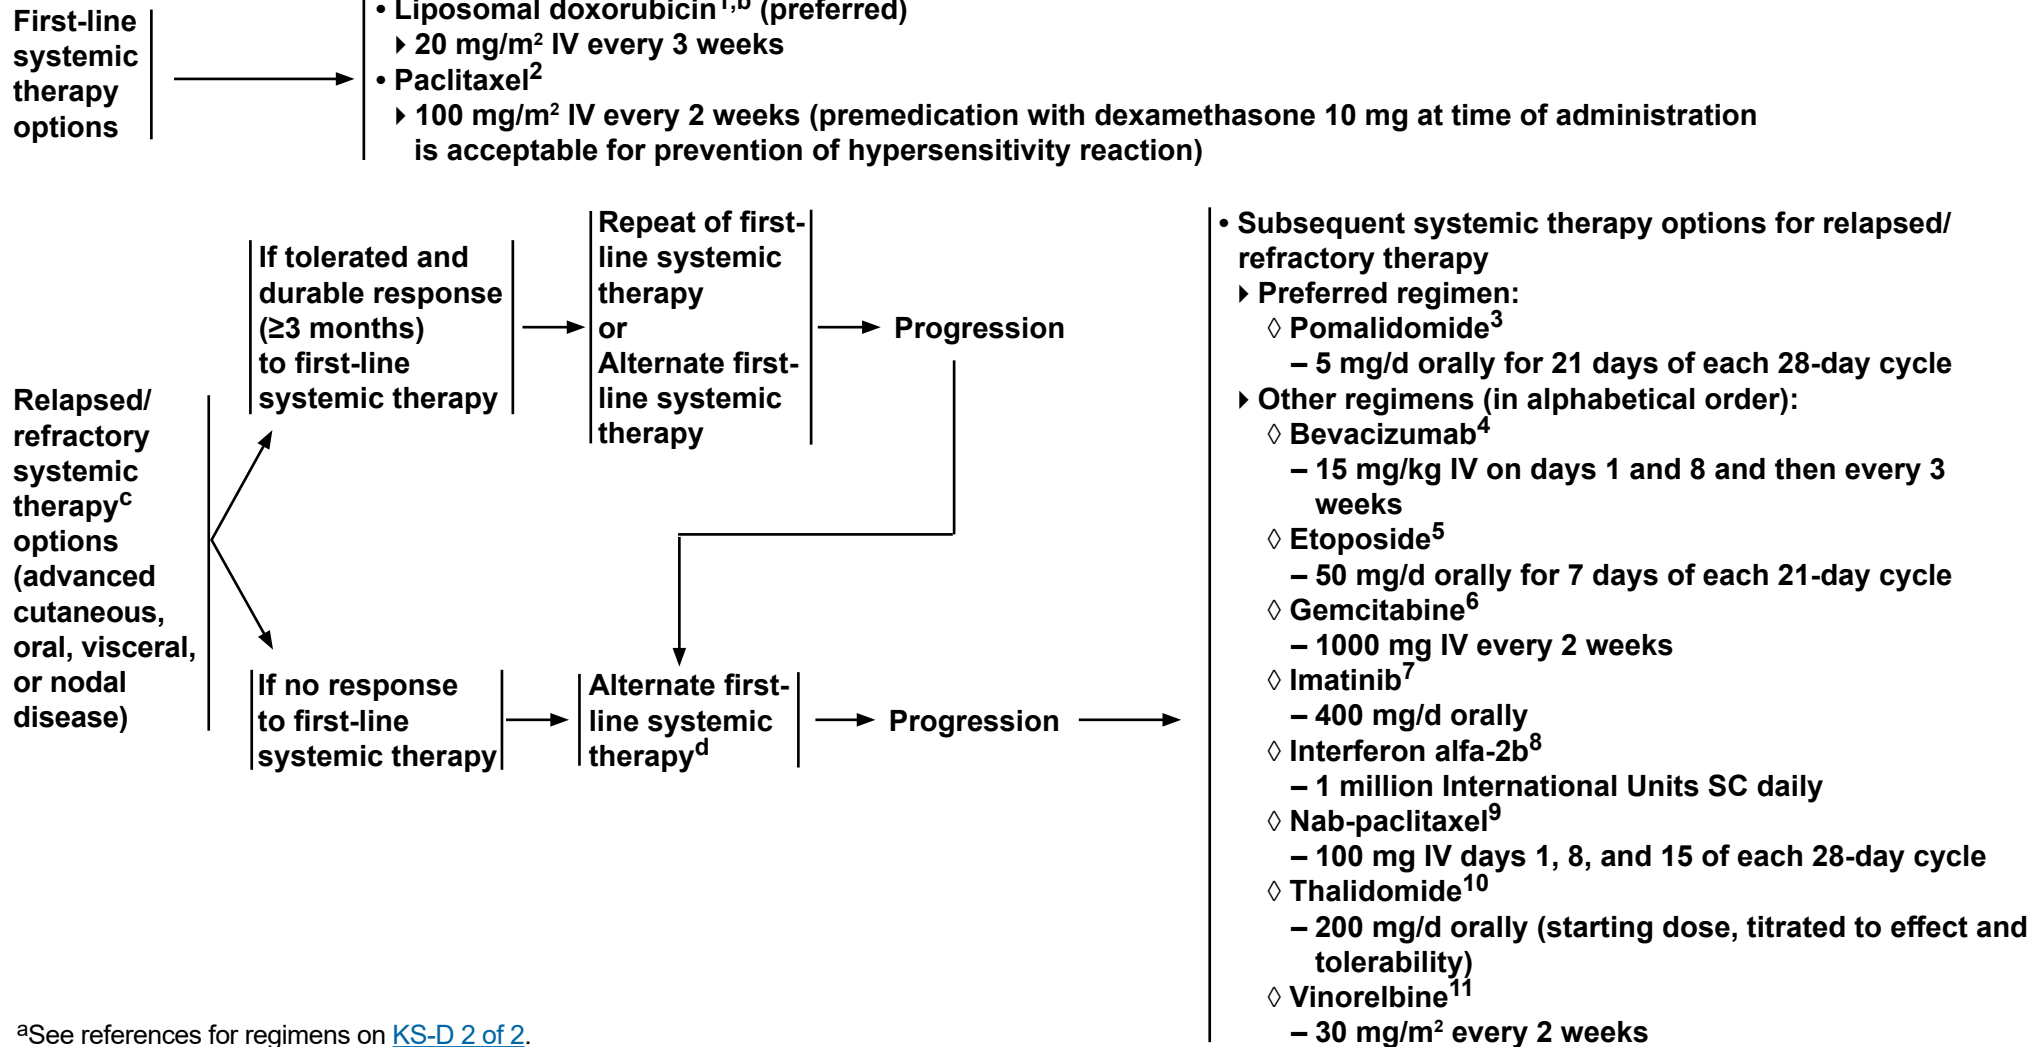 First-line
systemic
therapy
options
• Liposomal doxorubicin1,b (preferred)
▸ 20 mg/m² IV every 3 weeks
• Paclitaxel2
▸ 100 mg/m² IV every 2 weeks (premedication with dexamethasone 10 mg at time of administration
is acceptable for prevention of hypersensitivity reaction)
Relapsed/
refractory
systemic
therapyc
options
(advanced
cutaneous,
oral, visceral,
or nodal
disease)
If tolerated and
durable response
(≥3 months)
to first-line
systemic therapy
Repeat of first-
line systemic
therapy
or
Alternate first-
line systemic
therapy
Progression
If no response
to first-line
systemic therapy
Alternate first-
line systemic
therapyd
Progression
• Subsequent systemic therapy options for relapsed/
refractory therapy
▸ Preferred regimen:
◊ Pomalidomide3
– 5 mg/d orally for 21 days of each 28-day cycle
▸ Other regimens (in alphabetical order):
◊ Bevacizumab4
– 15 mg/kg IV on days 1 and 8 and then every 3
weeks
◊ Etoposide5
– 50 mg/d orally for 7 days of each 21-day cycle
◊ Gemcitabine6
– 1000 mg IV every 2 weeks
◊ Imatinib7
– 400 mg/d orally
◊ Interferon alfa-2b8
– 1 million International Units SC daily
◊ Nab-paclitaxel9
– 100 mg IV days 1, 8, and 15 of each 28-day cycle
◊ Thalidomide10
– 200 mg/d orally (starting dose, titrated to effect and
tolerability)
◊ Vinorelbine11
– 30 mg/m² every 2 weeks
aSee references for regimens on KS-D 2 of 2.